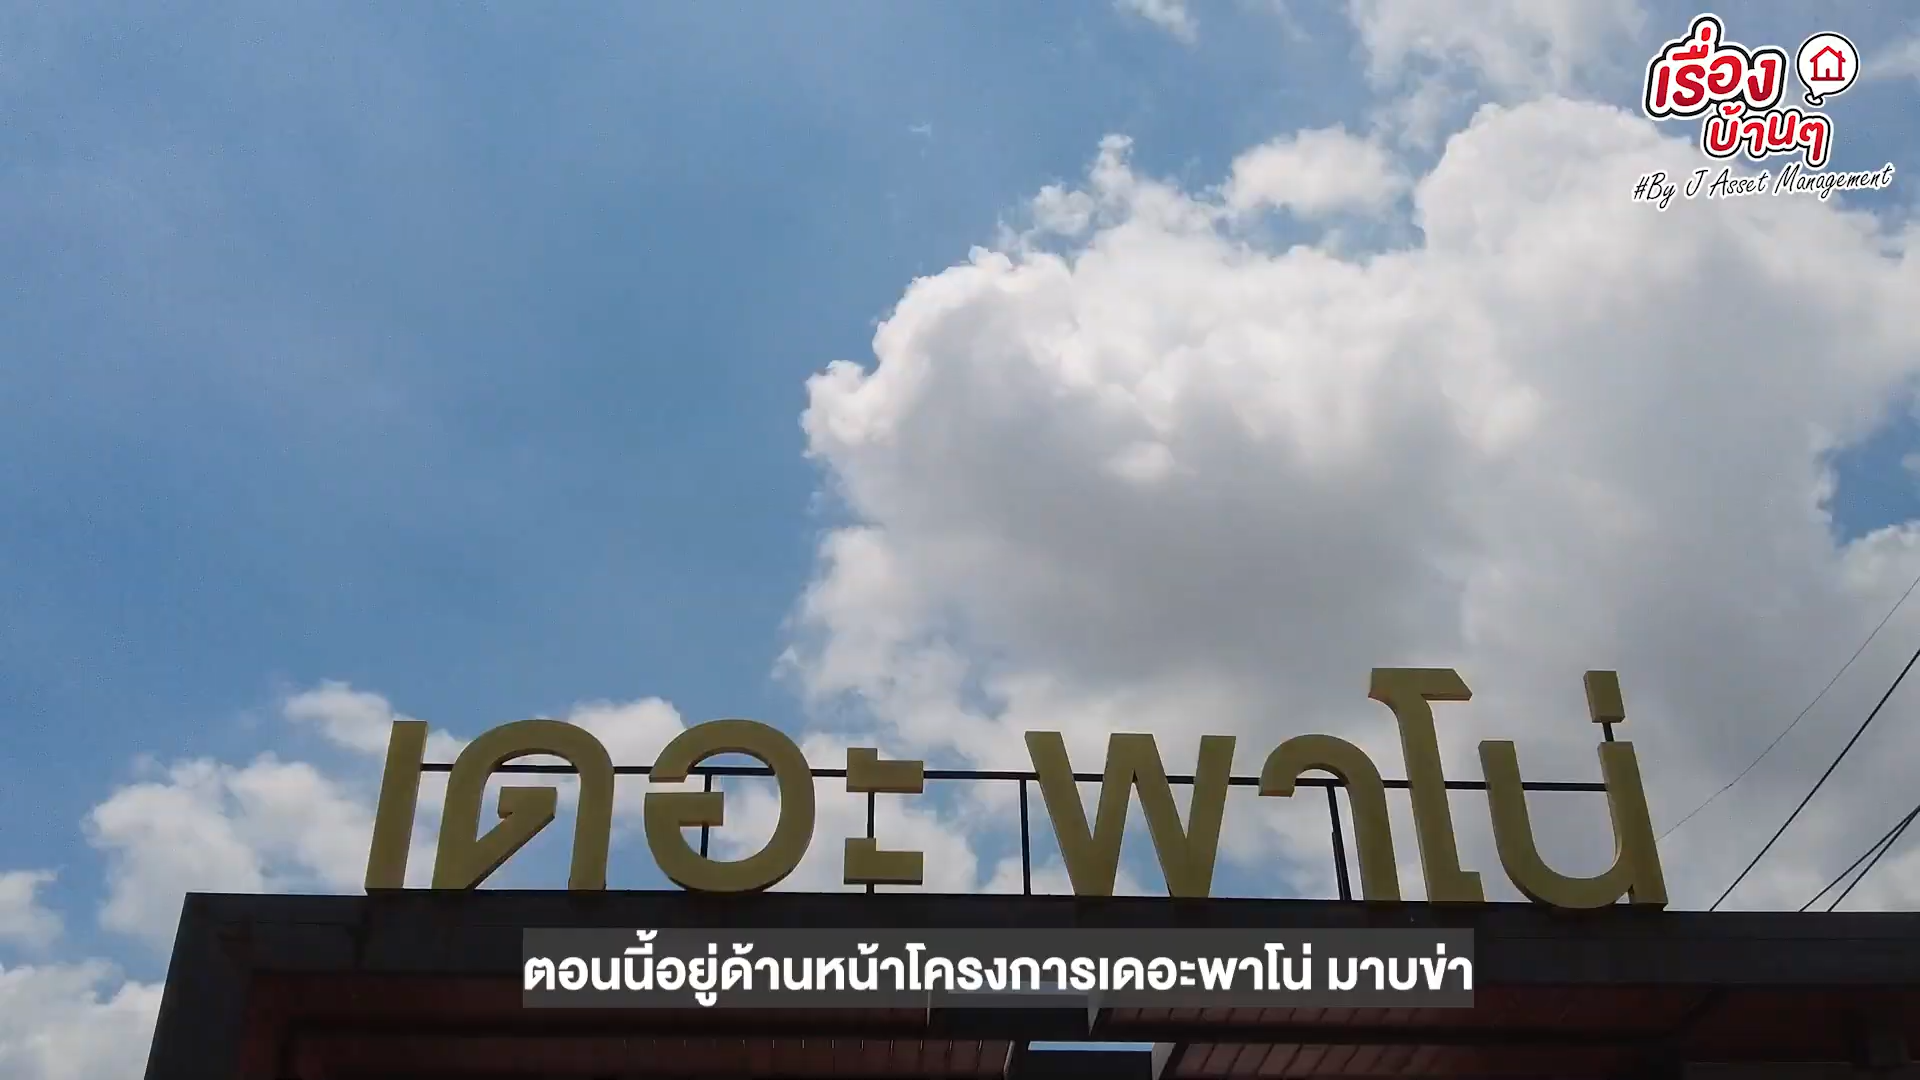 เรื่อง
บ้านๆ
#By J Asset Management
เดอะ พาโน่
ตอนนี้อยู่ด้านหน้าโครงการเดอะพาโน่ มาบข่า